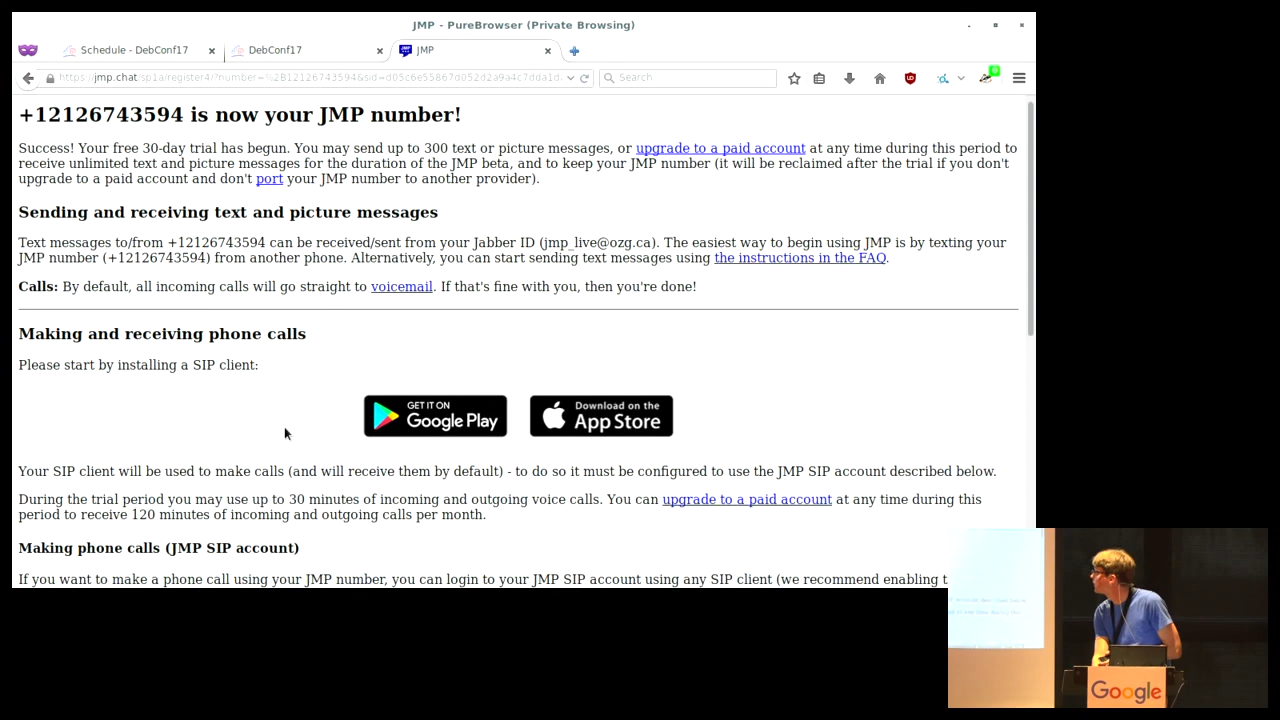 JMP - PureBrowser (Private Browsing)
Schedule - DebConf17
DebConf17
JMP
Search
+12126743594 is now your JMP number!
Success! Your free 30-day trial has begun. You may send up to 300 text or picture messages, or upgrade to a paid account at any time during this period to
receive unlimited text and picture messages for the duration of the JMP beta, and to keep your JMP number (it will be reclaimed after the trial if you don't
upgrade to a paid account and don't port your JMP number to another provider).
Sending and receiving text and picture messages
Text messages to/from +12126743594 can be received/sent from your Jabber ID (jmp_live@ozg.ca). The easiest way to begin using JMP is by texting your
JMP number (+12126743594) from another phone. Alternatively, you can start sending text messages using the instructions in the FAQ.
Calls: By default, all incoming calls will go straight to voicemail. If that's fine with you, then you're done!
Making and receiving phone calls
Please start by installing a SIP client:
GET IT ON
Google Play
Download on the
App Store
Your SIP client will be used to make calls (and will receive them by default) - to do so it must be configured to use the JMP SIP account described below.
During the trial period you may use up to 30 minutes of incoming and outgoing voice calls. You can upgrade to a paid account at any time during this
period to receive 120 minutes of incoming and outgoing calls per month.
Making phone calls (JMP SIP account)
If you want to make a phone call using your JMP number, you can login to your JMP SIP account using any SIP client (we recommend enabling
Google